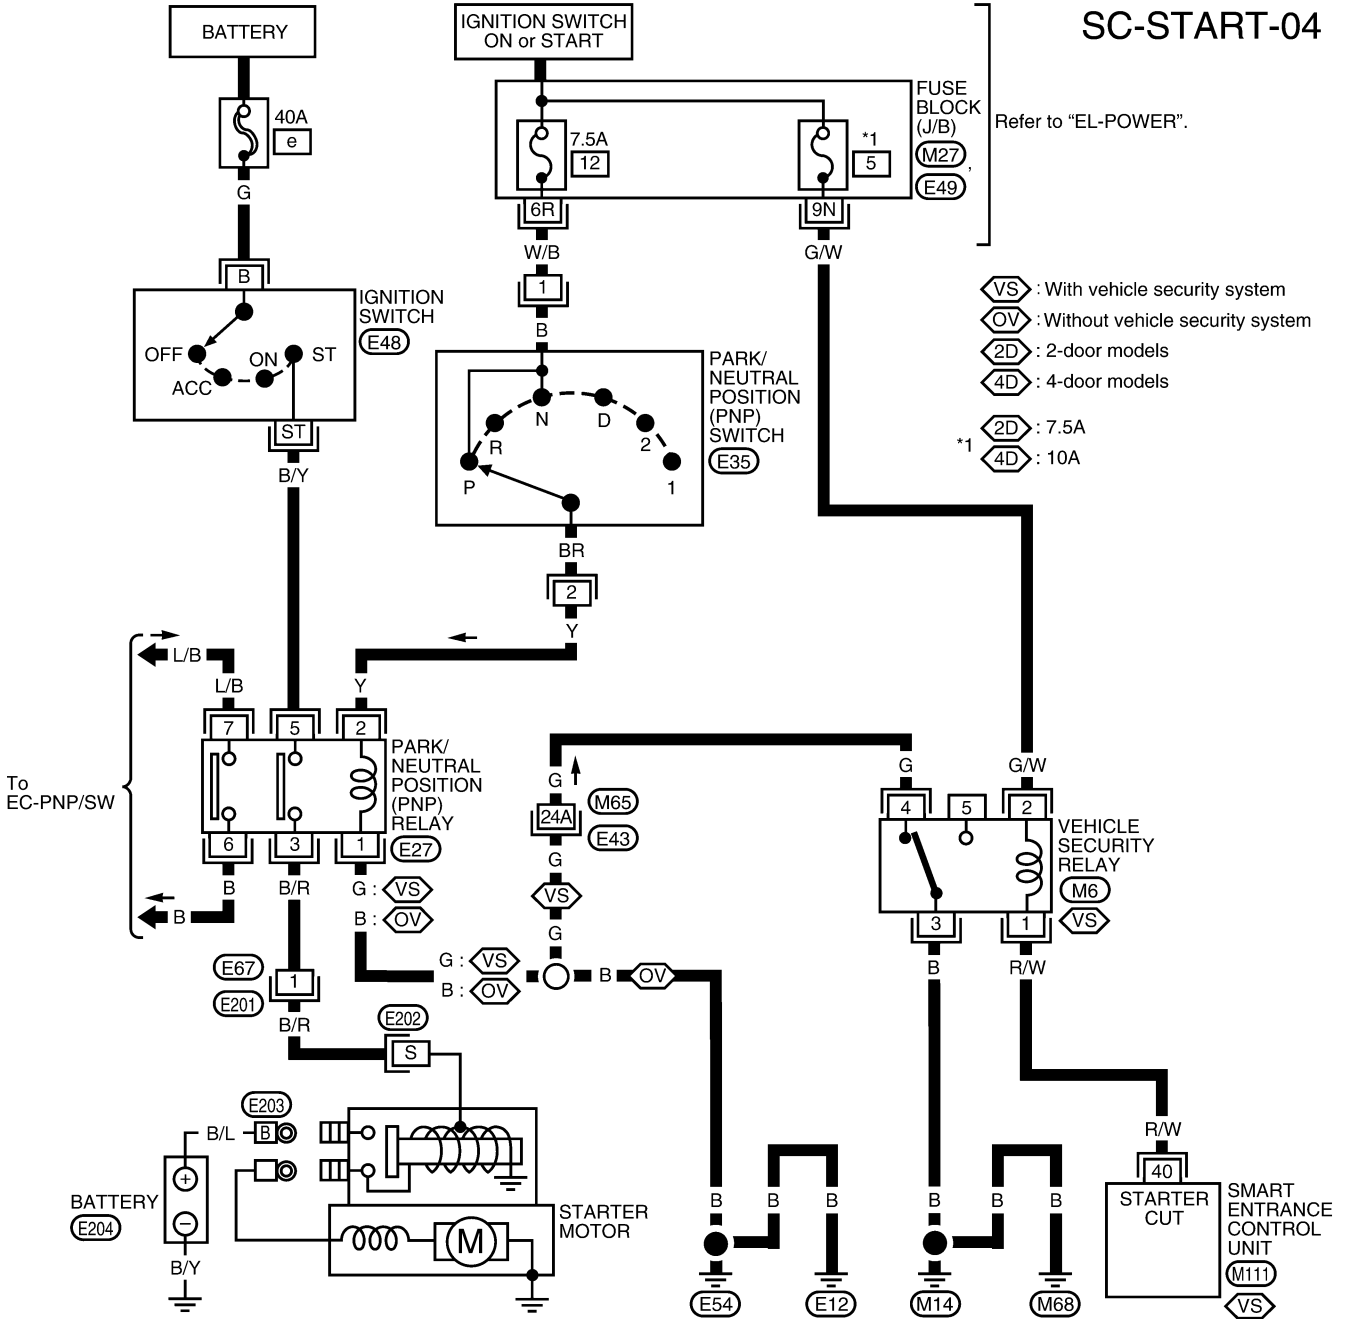 SC-START-04
BATTERY
IGNITION SWITCH
ON or START
40A
e
G
7.5A
12
*1
5
FUSE
BLOCK
(J/B)
M27 ,
E49
Refer to “EL-POWER”.
6R
9N
W/B
G/W
1
B
B
IGNITION
SWITCH
E48
OFF
ACC
ON
ST
ST
B/Y
PARK/
NEUTRAL
POSITION
(PNP)
SWITCH
E35
P
R
N
D
2
1
BR
2
Y
VS : With vehicle security system
OV : Without vehicle security system
2D : 2-door models
4D : 4-door models
*1
2D : 7.5A
4D : 10A
To
EC-PNP/SW
L/B
L/B
Y
7
5
2
PARK/
NEUTRAL
POSITION
(PNP)
RELAY
E27
6
3
1
B
B/R
G : VS
B : OV
B
G : VS
B : OV
G
24A
M65
E43
G
VS
G
B
OV
G
G/W
4
5
2
VEHICLE
SECURITY
RELAY
M6
VS
3
1
B
R/W
E67
1
E201
B/R
E202
S
E203
B/L
B
BATTERY
E204
+
−
B/Y
STARTER
MOTOR
M
B
B
B
E54
E12
B
B
B
M14
M68
R/W
40
STARTER
CUT
SMART
ENTRANCE
CONTROL
UNIT
M111
VS